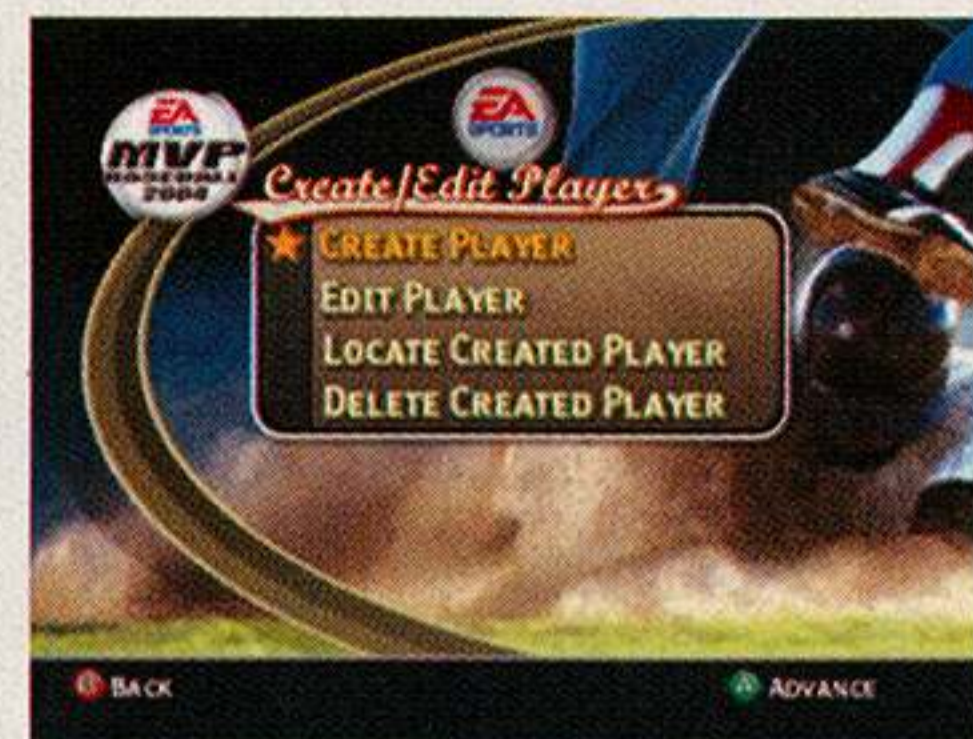 EA
SPORTS
MVP
BASEBALL
2004
EA
SPORTS
Create/Edit Player
CREATE PLAYER
EDIT PLAYER
LOCATE CREATED PLAYER
DELETE CREATED PLAYER
B BACK
A ADVANCE